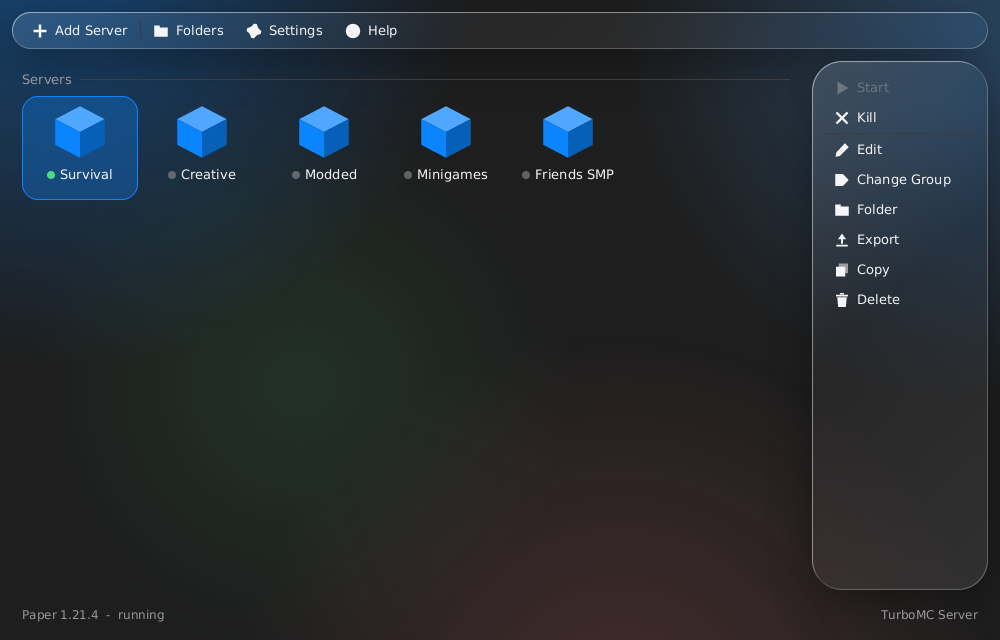 Add Server Folders Settings Help
Servers
Survival Creative Modded Minigames Friends SMP
Start
Kill
Edit
Change Group
Folder
Export
Copy
Delete
Paper 1.21.4 - running
TurboMC Server